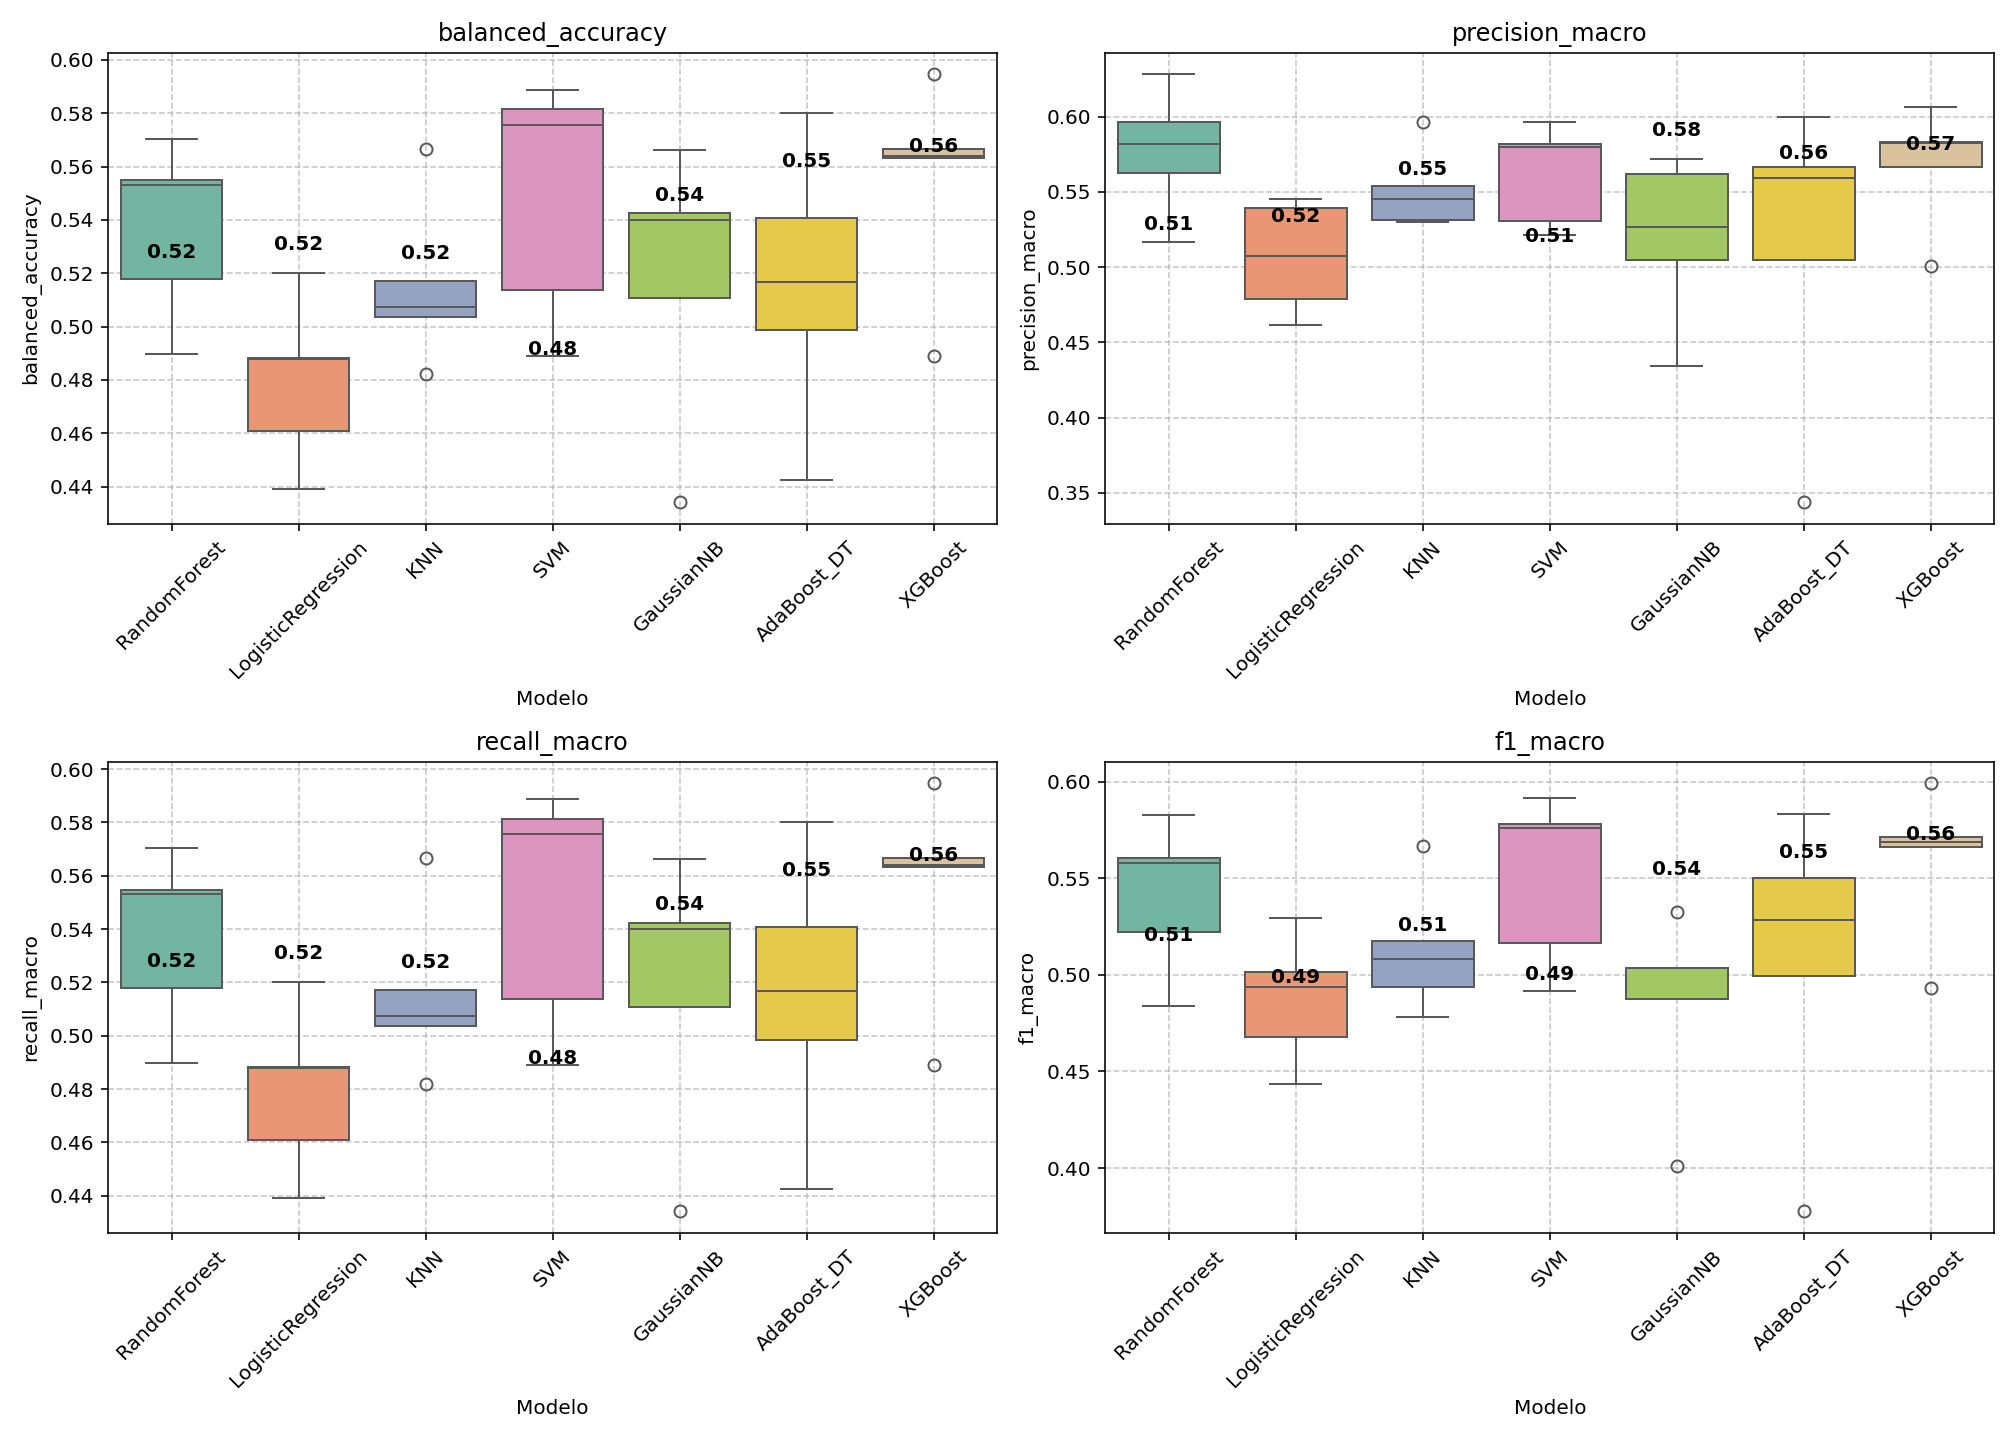 balanced_accuracy
balanced_accuracy
0.60
0.58
0.56
0.54
0.52
0.50
0.48
0.46
0.44
0.52
0.52
0.52
0.48
0.54
0.55
0.56
RandomForest
LogisticRegression
KNN
SVM
GaussianNB
AdaBoost_DT
XGBoost
Modelo
precision_macro
precision_macro
0.60
0.55
0.50
0.45
0.40
0.35
0.51
0.52
0.55
0.51
0.58
0.56
0.57
RandomForest
LogisticRegression
KNN
SVM
GaussianNB
AdaBoost_DT
XGBoost
Modelo
recall_macro
recall_macro
0.60
0.58
0.56
0.54
0.52
0.50
0.48
0.46
0.44
0.52
0.52
0.52
0.48
0.54
0.55
0.56
RandomForest
LogisticRegression
KNN
SVM
GaussianNB
AdaBoost_DT
XGBoost
Modelo
f1_macro
f1_macro
0.60
0.55
0.50
0.45
0.40
0.51
0.49
0.51
0.49
0.54
0.55
0.56
RandomForest
LogisticRegression
KNN
SVM
GaussianNB
AdaBoost_DT
XGBoost
Modelo